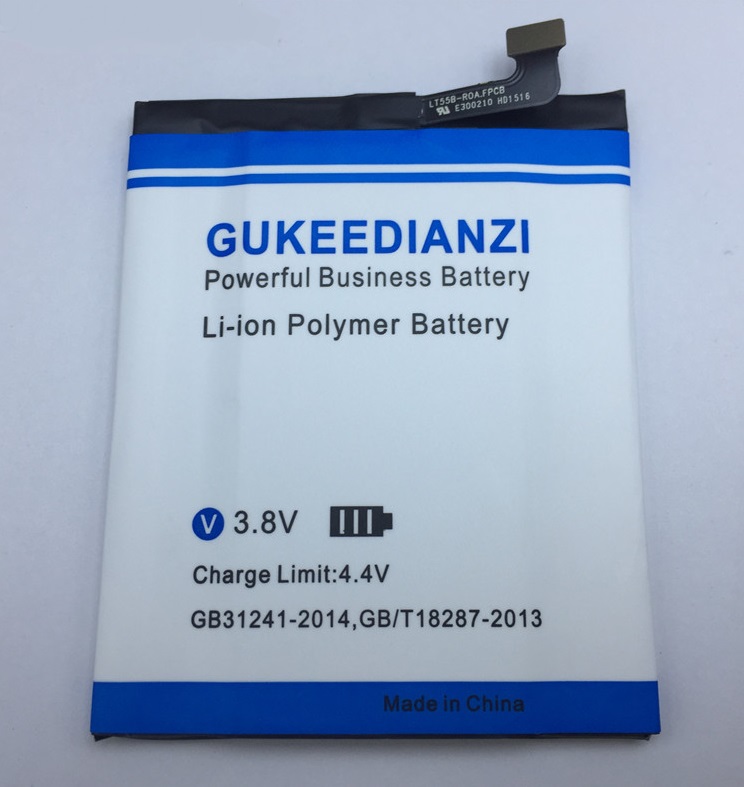 LT55B-ROA.FPCB
E300210 HD1516
GUKEEDIANZI
Powerful Business Battery
Li-ion Polymer Battery
V 3.8V
Charge Limit:4.4V
GB31241-2014,GB/T18287-2013
Made in China